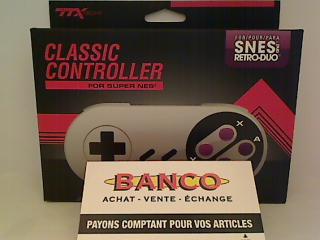 TTX TECH
FOR/POUR/PARA
SNES
RETRO-DUO
CLASSIC
CONTROLLER
FOR SUPER NES
X
A
BANCO
ACHAT - VENTE - ÉCHANGE
PAYONS COMPTANT POUR VOS ARTICLES